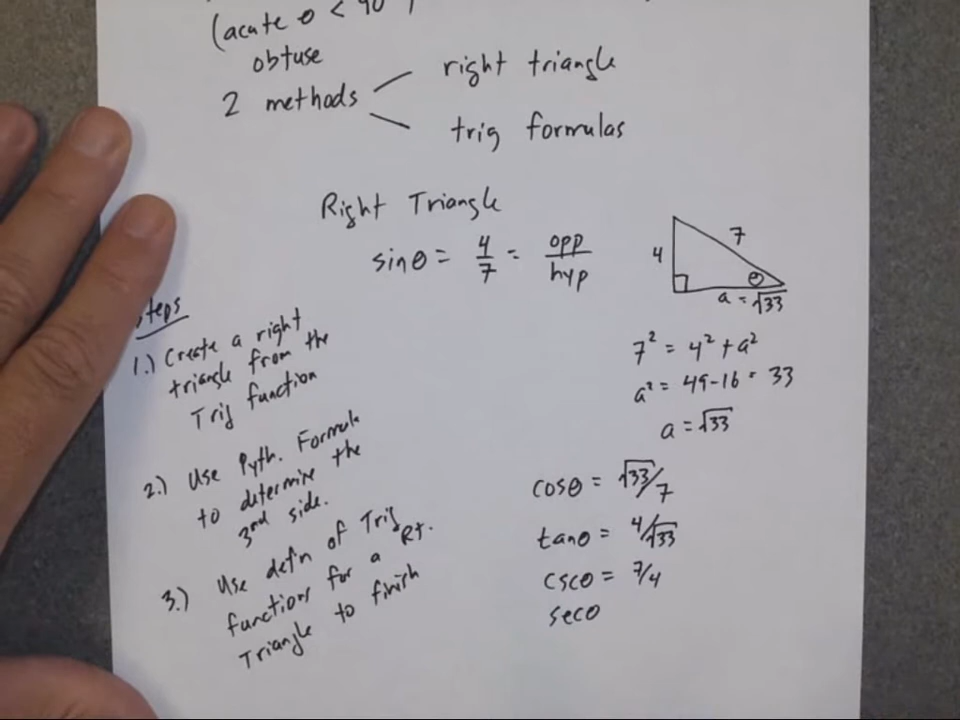 (acute θ < 90°)
obtuse
2 methods
right triangle
trig formulas
Right Triangle
sinθ = 4/7 = opp/hyp
4
7
θ
a = √33
7² = 4² + a²
a² = 49-16 = 33
a = √33
Steps
1.) Create a right
triangle from the
Trig function
2.) Use Pyth. Formula
to determine the
3rd side.
3.) Use def'n of Trig
functions for a Rt.
Triangle to finish
cosθ = √33/7
tanθ = 4/√33
cscθ = 7/4
secθ